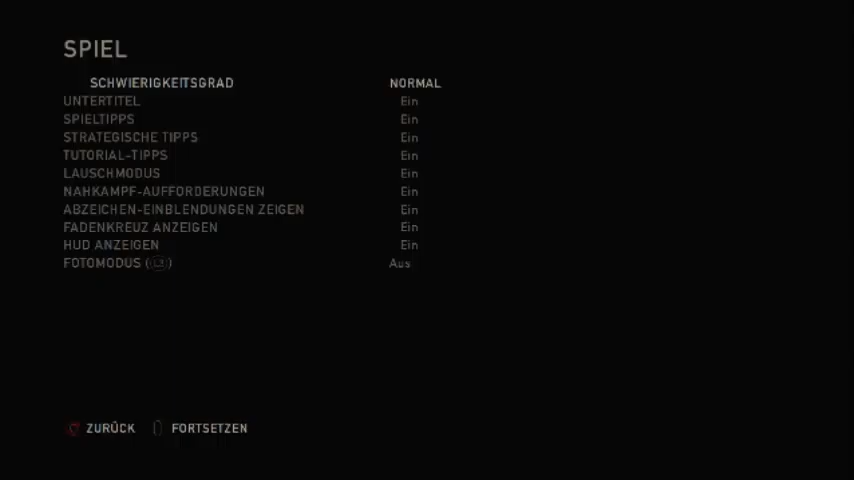 SPIEL
SCHWIERIGKEITSGRAD NORMAL
UNTERTITEL Ein
SPIELTIPPS Ein
STRATEGISCHE TIPPS Ein
TUTORIAL-TIPPS Ein
LAUSCHMODUS Ein
NAHKAMPF-AUFFORDERUNGEN Ein
ABZEICHEN-EINBLENDUNGEN ZEIGEN Ein
FADENKREUZ ANZEIGEN Ein
HUD ANZEIGEN Ein
FOTOMODUS (L3) Aus
ZURÜCK FORTSETZEN